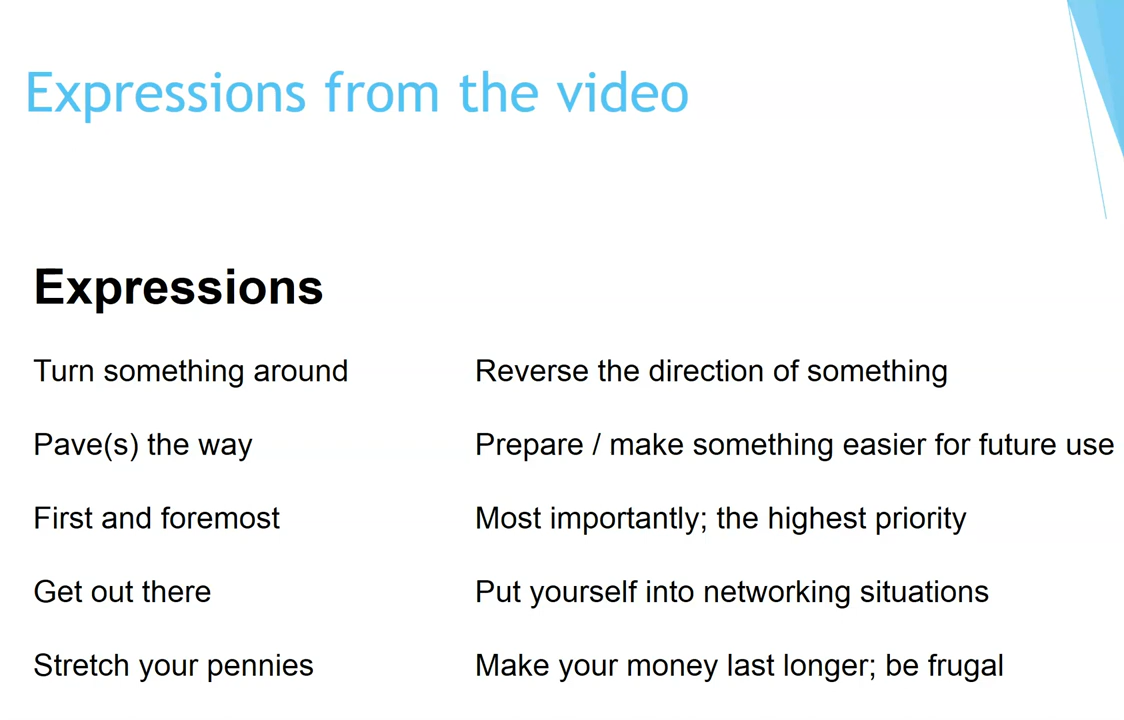 Expressions from the video
Expressions
Turn something around Reverse the direction of something
Pave(s) the way Prepare / make something easier for future use
First and foremost Most importantly; the highest priority
Get out there Put yourself into networking situations
Stretch your pennies Make your money last longer; be frugal